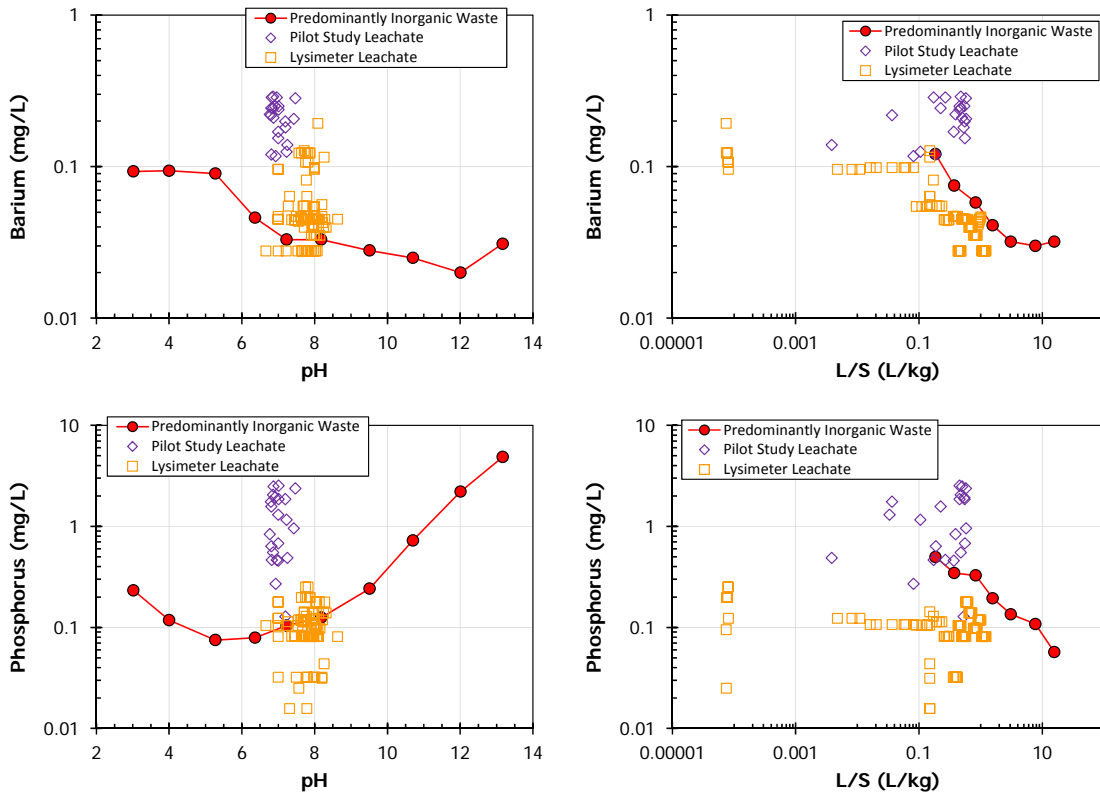 1
0.1
0.01
Barium (mg/L)
2 4 6 8 10 12 14
pH
Predominantly Inorganic Waste
Pilot Study Leachate
Lysimeter Leachate
1
0.1
0.01
Barium (mg/L)
0.00001 0.001 0.1 10
L/S (L/kg)
Predominantly Inorganic Waste
Pilot Study Leachate
Lysimeter Leachate
10
1
0.1
0.01
Phosphorus (mg/L)
2 4 6 8 10 12 14
pH
Predominantly Inorganic Waste
Pilot Study Leachate
Lysimeter Leachate
10
1
0.1
0.01
Phosphorus (mg/L)
0.00001 0.001 0.1 10
L/S (L/kg)
Predominantly Inorganic Waste
Pilot Study Leachate
Lysimeter Leachate